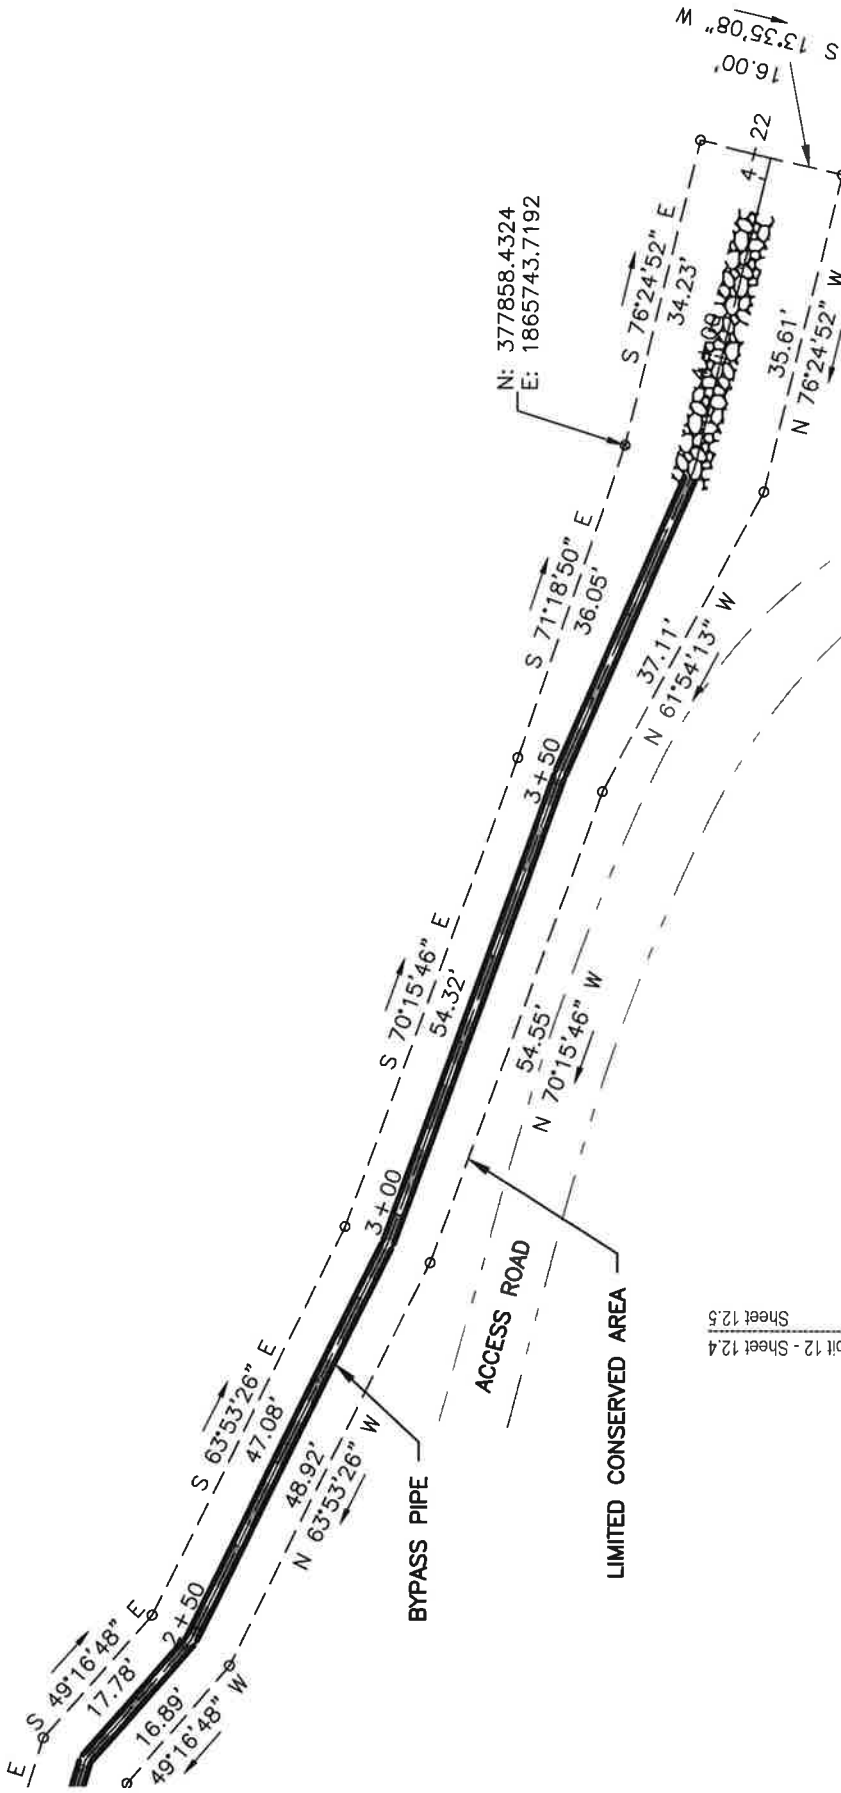 E
S 49°16'48" E
17.78'
16.89'
49°16'48" W
2+50
S 63°53'26" E
47.08'
48.92'
N 63°53'26" W
BYPASS PIPE
3+00
S 70°15'46" E
54.32'
54.55'
N 70°15'46" W
ACCESS ROAD
LIMITED CONSERVED AREA
3+50
S 71°18'50" E
36.05'
37.11'
N 61°54'13" W
N: 377858.4324
E: 1865743.7192
S 76°24'52" E
34.23'
35.61'
N 76°24'52" W
4+22
16.00'
S 13°35'08" W
12 - Sheet 12.4
Sheet 12.5